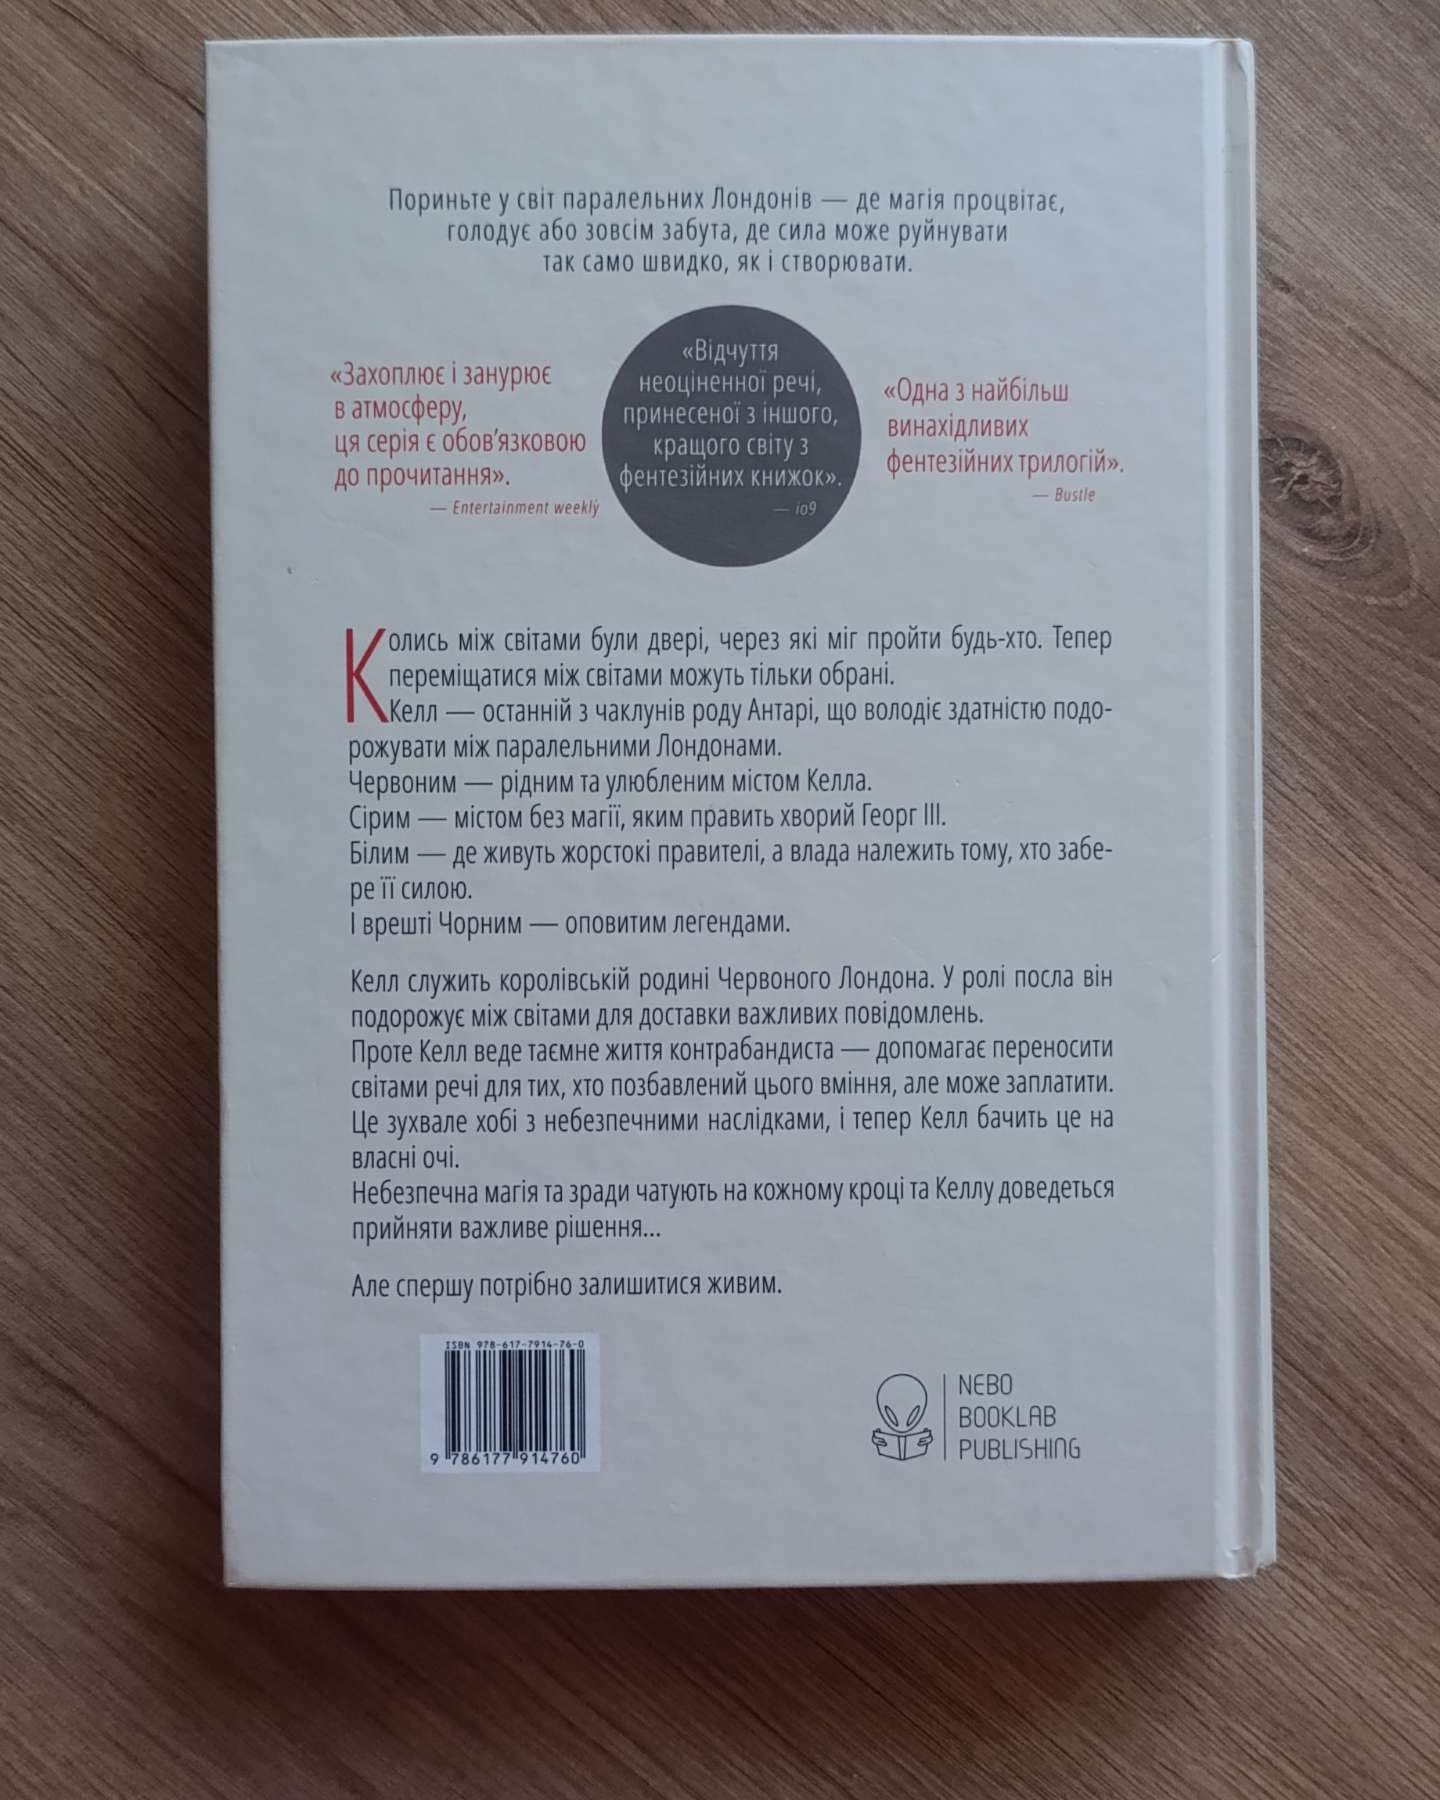 Пориньте у світ паралельних Лондонів — де магія процвітає,
голодує або зовсім забута, де сила може руйнувати
так само швидко, як і створювати.
«Захоплює і занурює
в атмосферу,
ця серія є обов'язковою
до прочитання».
— Entertainment weekly
«Відчуття
неоціненної речі,
принесеної з іншого,
кращого світу з
фентезійних книжок».
— io9
«Одна з найбільш
винахідливих
фентезійних трилогій».
— Bustle
Колись між світами були двері, через які міг пройти будь-хто. Тепер
переміщатися між світами можуть тільки обрані.
Келл — останній з чаклунів роду Антарі, що володіє здатністю подо-
рожувати між паралельними Лондонами.
Червоним — рідним та улюбленим містом Келла.
Сірим — містом без магії, яким править хворий Георг III.
Білим — де живуть жорстокі правителі, а влада належить тому, хто забе-
ре її силою.
І врешті Чорним — оповитим легендами.
Келл служить королівській родині Червоного Лондона. У ролі посла він
подорожує між світами для доставки важливих повідомлень.
Проте Келл веде таємне життя контрабандиста — допомагає переносити
світами речі для тих, хто позбавлений цього вміння, але може заплатити.
Це зухвале хобі з небезпечними наслідками, і тепер Келл бачить це на
власні очі.
Небезпечна магія та зради чатують на кожному кроці та Келлу доведеться
прийняти важливе рішення...
Але спершу потрібно залишитися живим.
ISBN 978-617-7914-76-0
9 786177 914760
NEBO
BOOKLAB
PUBLISHING